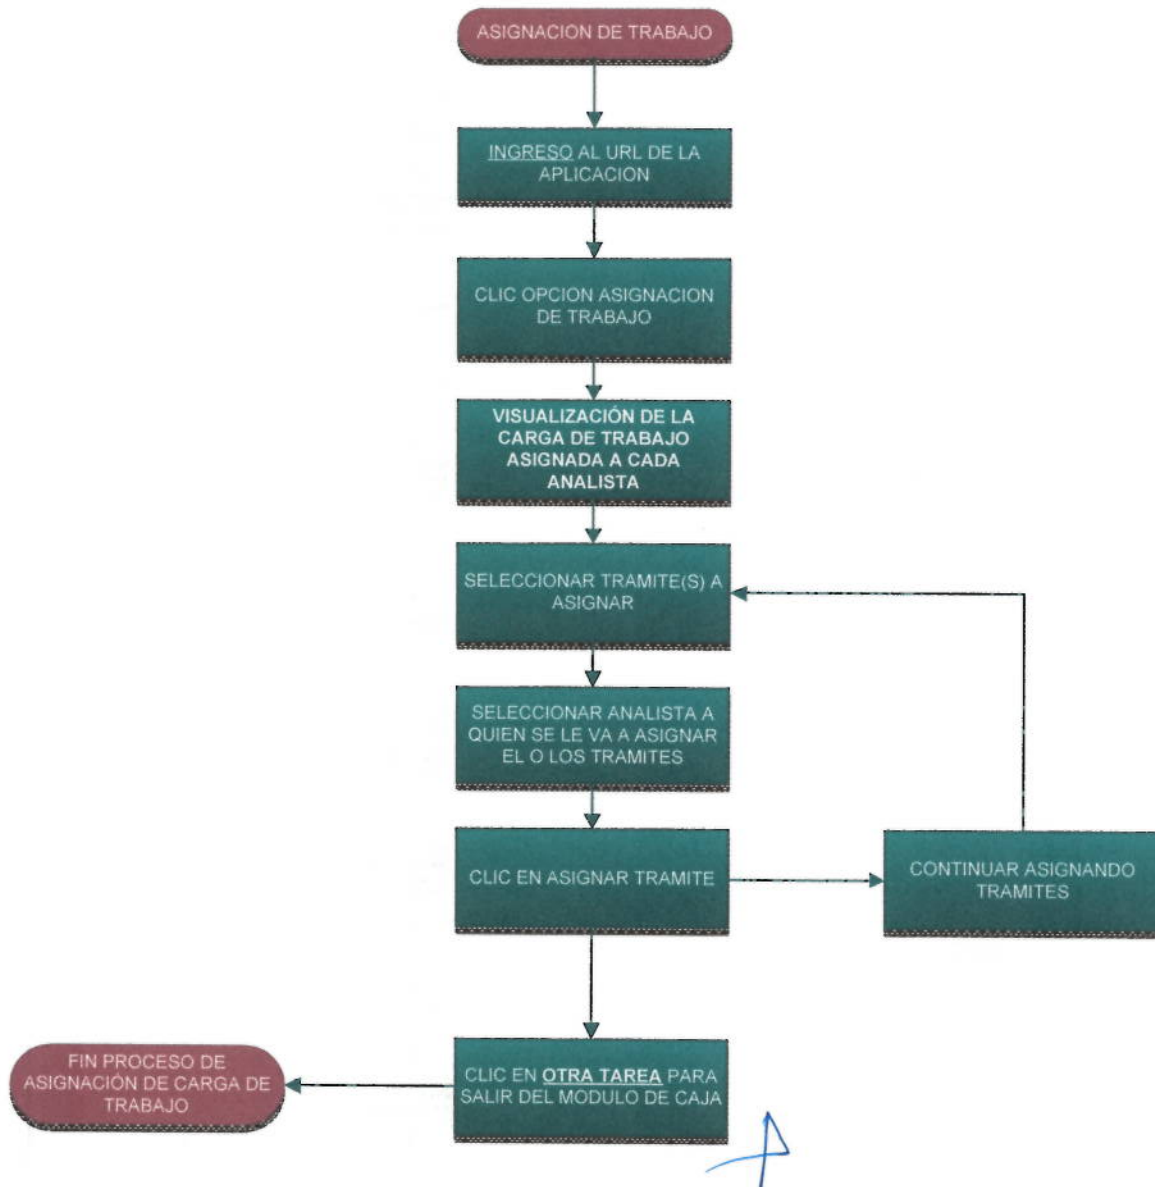 ASIGNACION DE TRABAJO
INGRESO AL URL DE LA
APLICACION
CLIC OPCION ASIGNACION
DE TRABAJO
VISUALIZACIÓN DE LA
CARGA DE TRABAJO
ASIGNADA A CADA
ANALISTA
SELECCIONAR TRAMITE(S) A
ASIGNAR
SELECCIONAR ANALISTA A
QUIEN SE LE VA A ASIGNAR
EL O LOS TRAMITES
CLIC EN ASIGNAR TRAMITE
CONTINUAR ASIGNANDO
TRAMITES
CLIC EN OTRA TAREA PARA
SALIR DEL MODULO DE CAJA
FIN PROCESO DE
ASIGNACIÓN DE CARGA DE
TRABAJO